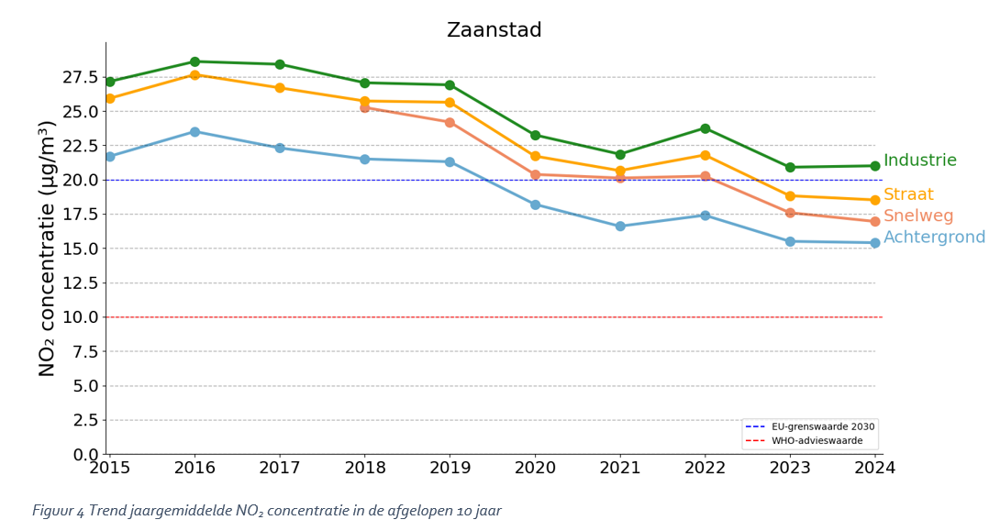 Zaanstad
NO₂ concentratie (µg/m³)
27.5
25.0
22.5
20.0
17.5
15.0
12.5
10.0
7.5
5.0
2.5
0.0
Industrie
Straat
Snelweg
Achtergrond
EU-grenswaarde 2030
WHO-advieswaarde
2015 2016 2017 2018 2019 2020 2021 2022 2023 2024
Figuur 4 Trend jaargemiddelde NO₂ concentratie in de afgelopen 10 jaar